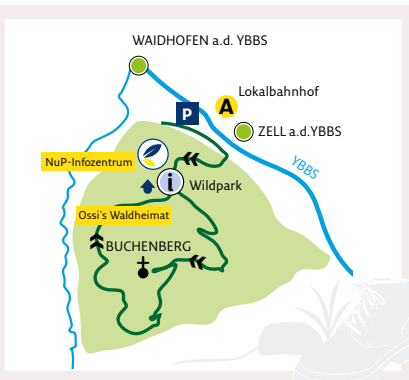 WAIDHOFEN a.d. YBBS
Lokalbahnhof
P
A
ZELL a.d.YBBS
YBBS
NuP-Infozentrum
i
Wildpark
Ossi's Waldheimat
BUCHENBERG